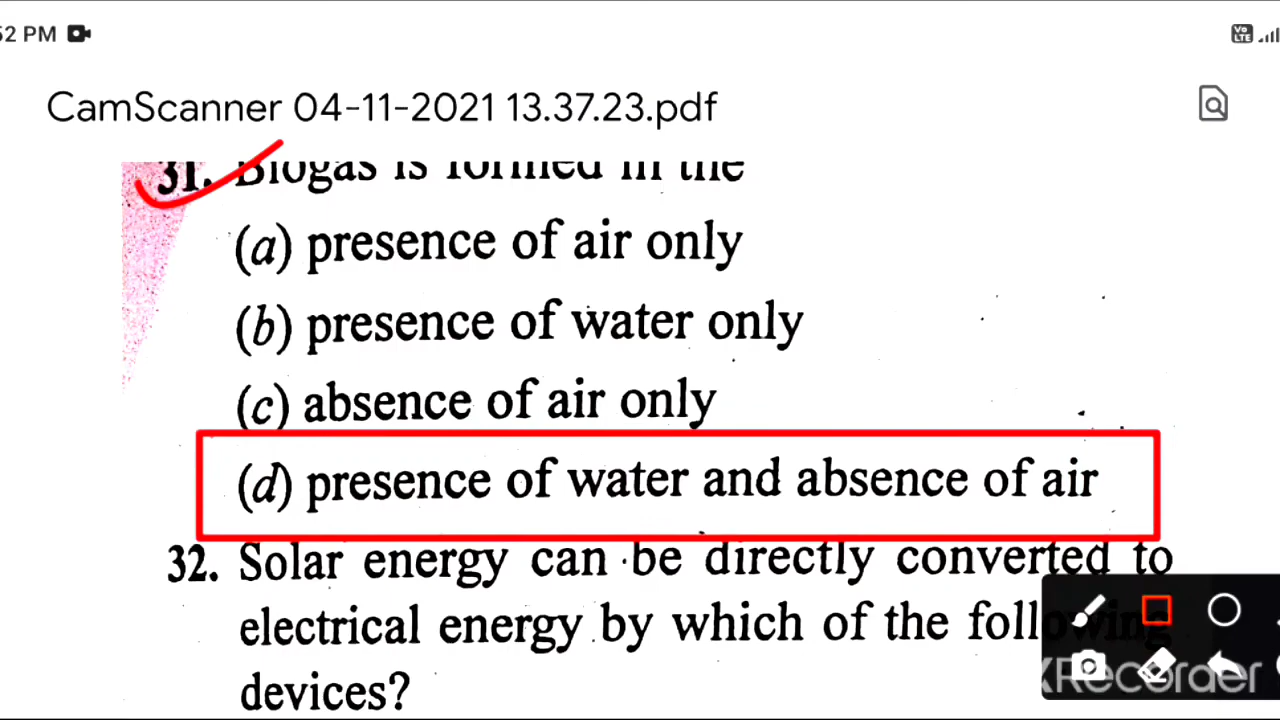 52 PM
VoLTE
CamScanner 04-11-2021 13.37.23.pdf
31. Biogas is formed in the
(a) presence of air only
(b) presence of water only
(c) absence of air only
(d) presence of water and absence of air
32. Solar energy can be directly converted to
electrical energy by which of the following
devices?
XRecorder